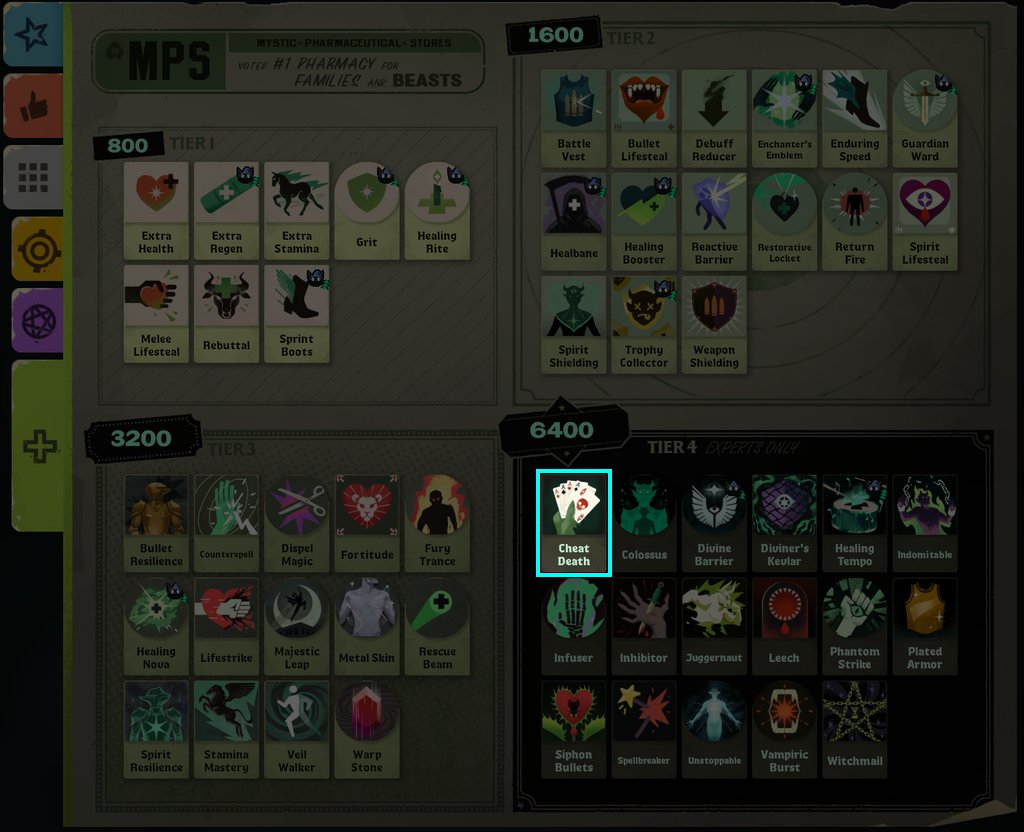 MPS
MYSTIC • PHARMACEUTICAL • STORES
VOTED #1 PHARMACY FOR
FAMILIES AND BEASTS
800
TIER 1
Extra Health
Extra Regen
Extra Stamina
Grit
Healing Rite
Melee Lifesteal
Rebuttal
Sprint Boots
1600
TIER 2
Battle Vest
Bullet Lifesteal
Debuff Reducer
Enchanter's Emblem
Enduring Speed
Guardian Ward
Healbane
Healing Booster
Reactive Barrier
Restorative Locket
Return Fire
Spirit Lifesteal
Spirit Shielding
Trophy Collector
Weapon Shielding
3200
TIER 3
Bullet Resilience
Counterspell
Dispel Magic
Fortitude
Fury Trance
Healing Nova
Lifestrike
Majestic Leap
Metal Skin
Rescue Beam
Spirit Resilience
Stamina Mastery
Veil Walker
Warp Stone
6400
TIER 4 EXPERTS ONLY
Cheat Death
Colossus
Divine Barrier
Diviner's Kevlar
Healing Tempo
Indomitable
Infuser
Inhibitor
Juggernaut
Leech
Phantom Strike
Plated Armor
Siphon Bullets
Spellbreaker
Unstoppable
Vampiric Burst
Witchmail